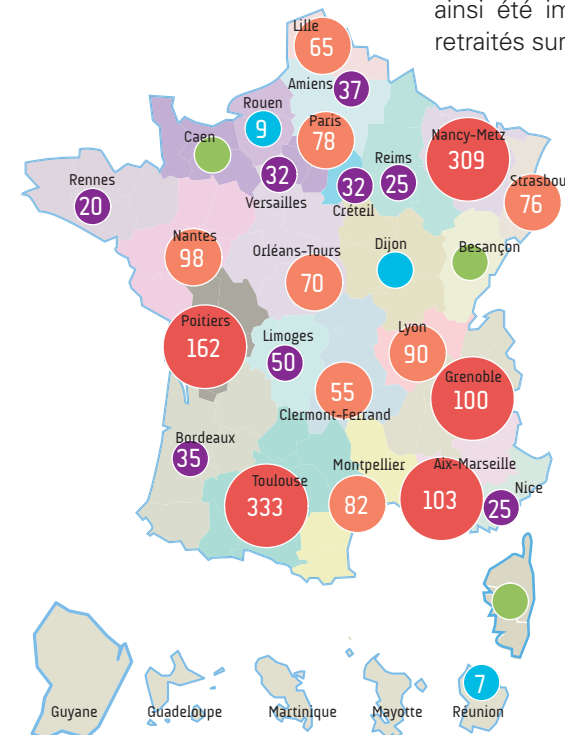 ainsi été im
retraités sur
Lille
65
Amiens
37
Rouen
9
Paris
78
Caen
Nancy-Metz
309
Reims
25
Rennes
20
32
Versailles
32
Créteil
Strasbou
76
Nantes
98
Orléans-Tours
70
Dijon
Besançon
Poitiers
162
Limoges
50
Lyon
90
Grenoble
100
55
Clermont-Ferrand
Bordeaux
35
Toulouse
333
Montpellier
82
Aix-Marseille
103
Nice
25
7
Guyane
Guadeloupe
Martinique
Mayotte
Réunion